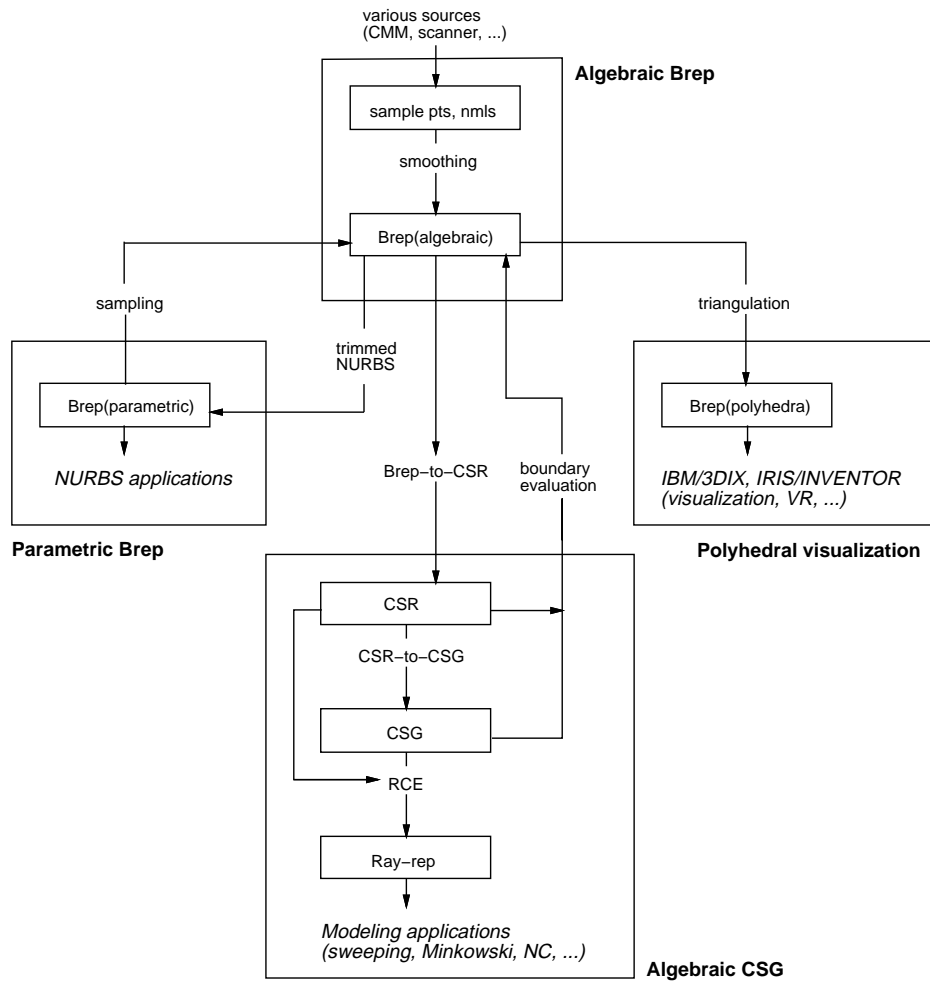 various sources
(CMM, scanner, ...)
Algebraic Brep
sample pts, nmls
smoothing
Brep(algebraic)
sampling
triangulation
trimmed
NURBS
Brep(parametric)
Brep(polyhedra)
NURBS applications
Brep−to−CSR
boundary
evaluation
IBM/3DIX, IRIS/INVENTOR
(visualization, VR, ...)
Parametric Brep
Polyhedral visualization
CSR
CSR−to−CSG
CSG
RCE
Ray−rep
Modeling applications
(sweeping, Minkowski, NC, ...)
Algebraic CSG